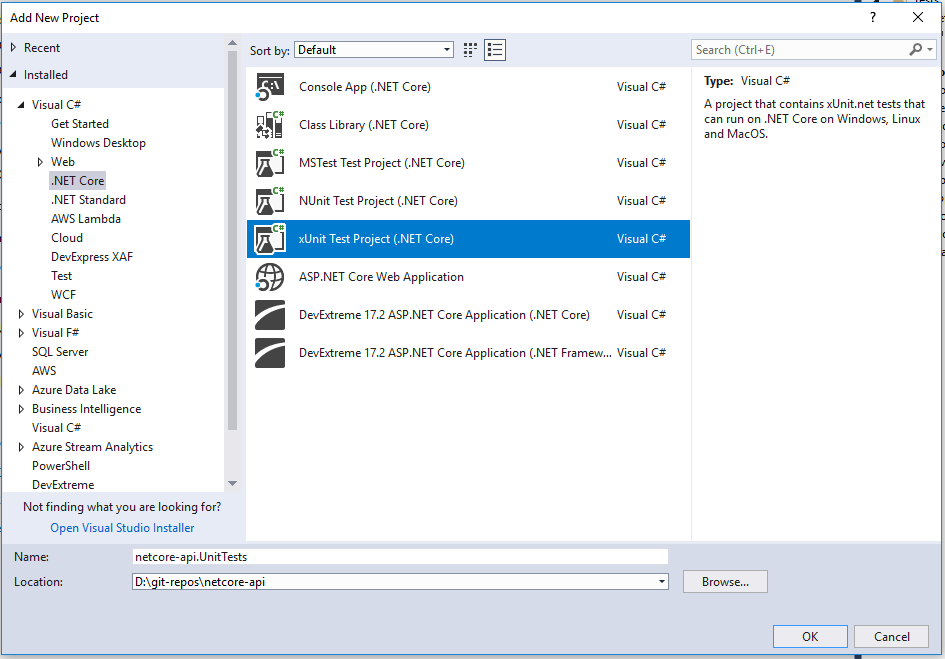 Add New Project
Recent
Installed
Visual C#
Get Started
Windows Desktop
Web
.NET Core
.NET Standard
AWS Lambda
Cloud
DevExpress XAF
Test
WCF
Visual Basic
Visual F#
SQL Server
AWS
Azure Data Lake
Business Intelligence
Visual C#
Azure Stream Analytics
PowerShell
DevExtreme
Not finding what you are looking for?
Open Visual Studio Installer
Sort by: Default
Console App (.NET Core) Visual C#
Class Library (.NET Core) Visual C#
MSTest Test Project (.NET Core) Visual C#
NUnit Test Project (.NET Core) Visual C#
xUnit Test Project (.NET Core) Visual C#
ASP.NET Core Web Application Visual C#
DevExtreme 17.2 ASP.NET Core Application (.NET Core) Visual C#
DevExtreme 17.2 ASP.NET Core Application (.NET Framew... Visual C#
Search (Ctrl+E)
Type: Visual C#
A project that contains xUnit.net tests that
can run on .NET Core on Windows, Linux
and MacOS.
Name: netcore-api.UnitTests
Location: D:\git-repos\netcore-api
Browse...
OK Cancel